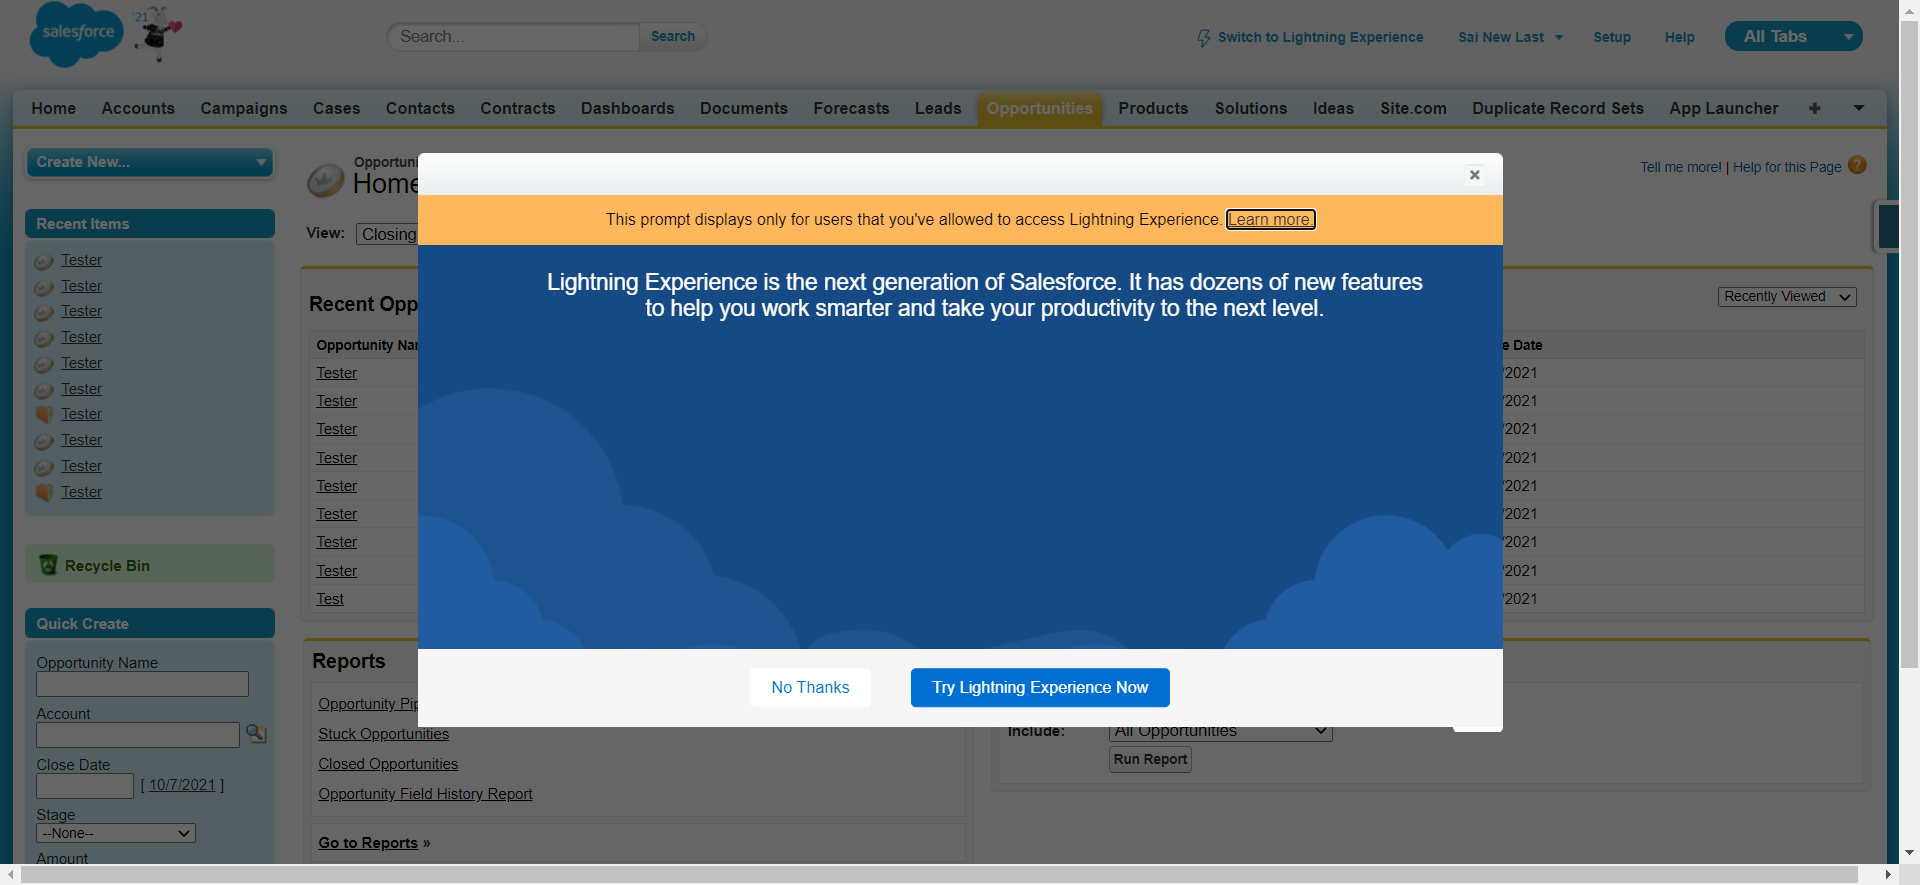 salesforce
'21
Search...
Search
Switch to Lightning Experience
Sai New Last
Setup
Help
All Tabs
Home
Accounts
Campaigns
Cases
Contacts
Contracts
Dashboards
Documents
Forecasts
Leads
Opportunities
Products
Solutions
Ideas
Site.com
Duplicate Record Sets
App Launcher
+
Create New...
Recent Items
Tester
Tester
Tester
Tester
Tester
Tester
Tester
Tester
Tester
Tester
Recycle Bin
Quick Create
Opportunity Name
Account
Close Date
[ 10/7/2021 ]
Stage
--None--
Amount
Home
Tell me more! | Help for this Page
?
View:
Closing
Recent
Recently Viewed
Opportunity
Date
Tester
/2021
Tester
/2021
Tester
/2021
Tester
/2021
Tester
/2021
Tester
/2021
Tester
/2021
Tester
/2021
Test
/2021
This prompt displays only for users that you've allowed to access Lightning Experience. Learn more.
Lightning Experience is the next generation of Salesforce. It has dozens of new features
to help you work smarter and take your productivity to the next level.
No Thanks
Try Lightning Experience Now
Reports
Opportunity
Stuck Opportunities
Closed Opportunities
Opportunity Field History Report
Go to Reports »
Include:
All Opportunities
Run Report